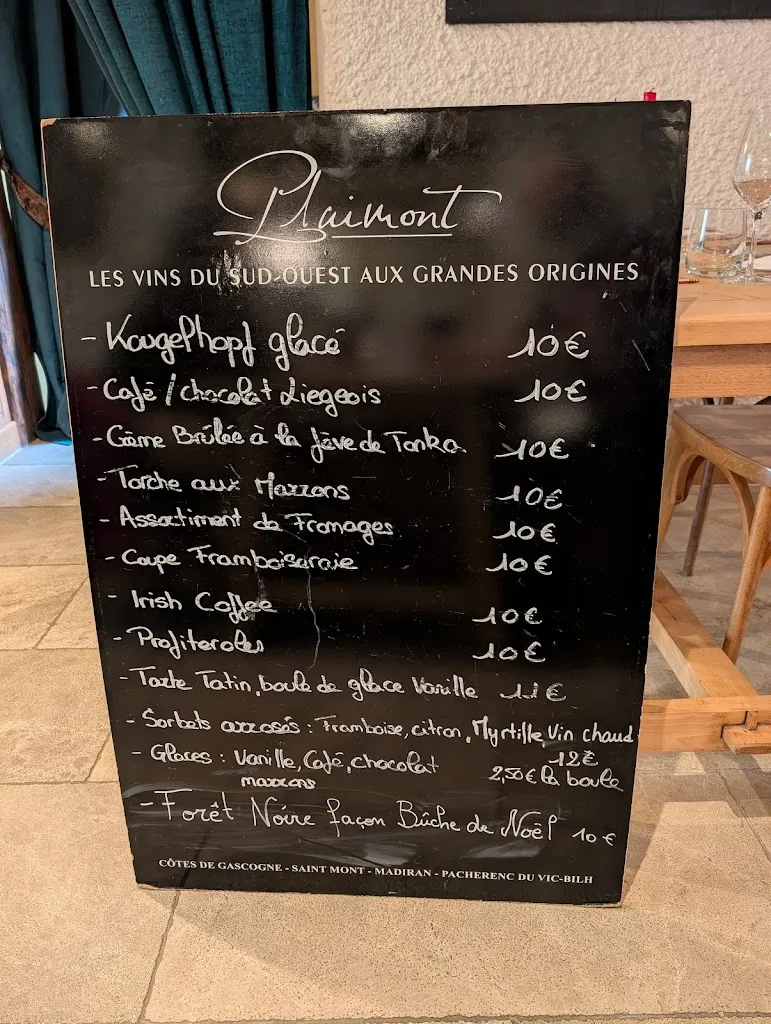 Plaimont
LES VINS DU SUD-OUEST AUX GRANDES ORIGINES
- Kougelhopf glacé 10€
- Café / chocolat Liegeois 10€
- Crème Brûlée à la fève de Tonka 10€
- Torche aux Marrons 10€
- Assortiment de Fromages 10€
- Coupe Framboiseraie 10€
- Irish Coffee 10€
- Profiteroles 10€
- Tarte Tatin, boule de glace Vanille 11€
- Sorbets arrosés : Framboise, citron, Myrtille, Vin chaud
12€
- Glaces : Vanille, Café, chocolat 2,50€ la boule
marrons
- Forêt Noire façon Bûche de Noël 10€
CÔTES DE GASCOGNE - SAINT MONT - MADIRAN - PACHERENC DU VIC-BILH